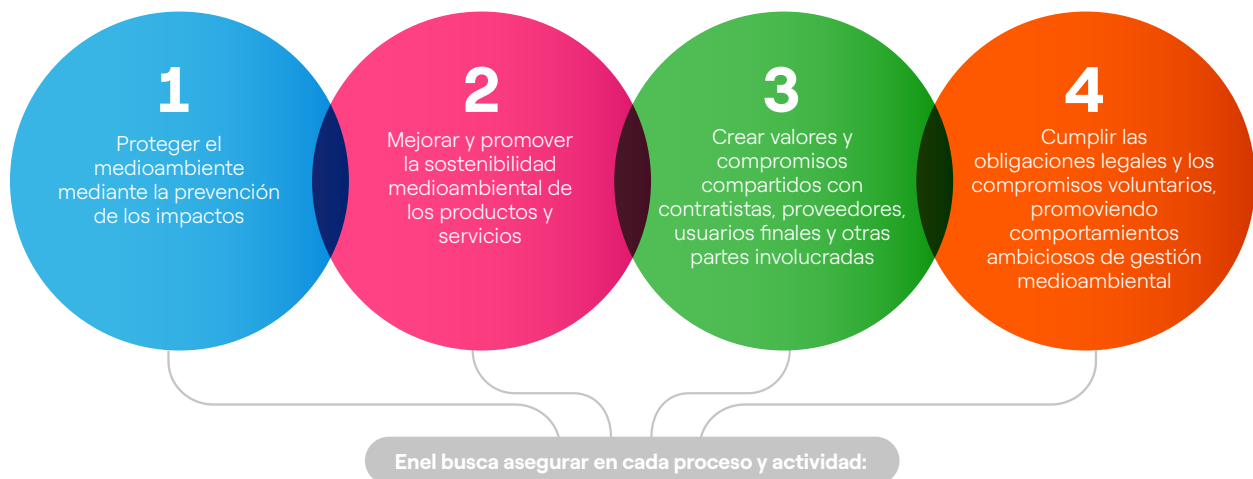 1
Proteger el
medioambiente
mediante la prevención
de los impactos
2
Mejorar y promover
la sostenibilidad
medioambiental de
los productos y
servicios
3
Crear valores y
compromisos
compartidos con
contratistas, proveedores,
usuarios finales y otras
partes involucradas
4
Cumplir las
obligaciones legales y los
compromisos voluntarios,
promoviendo
comportamientos
ambiciosos de gestión
medioambiental
Enel busca asegurar en cada proceso y actividad: